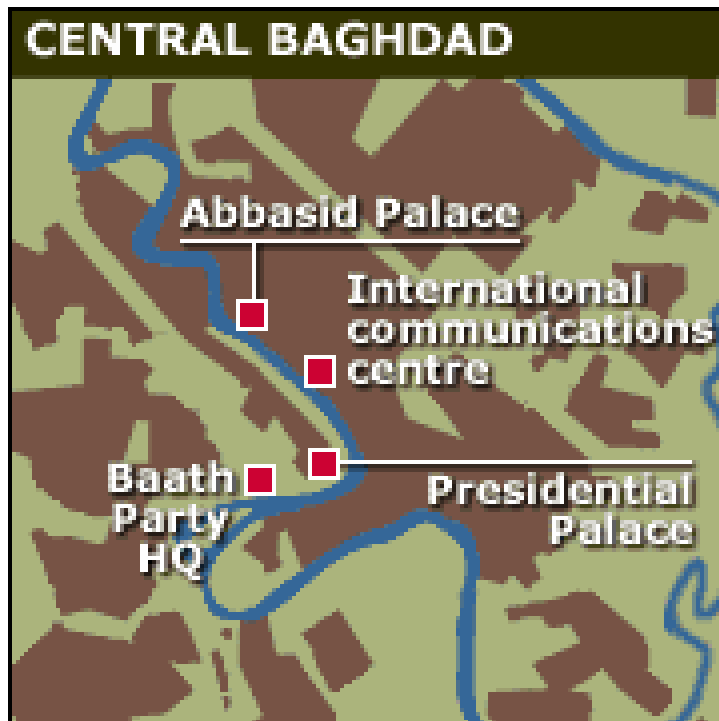 CENTRAL BAGHDAD
Abbasid Palace
International
communications
centre
Baath
Party
HQ
Presidential
Palace